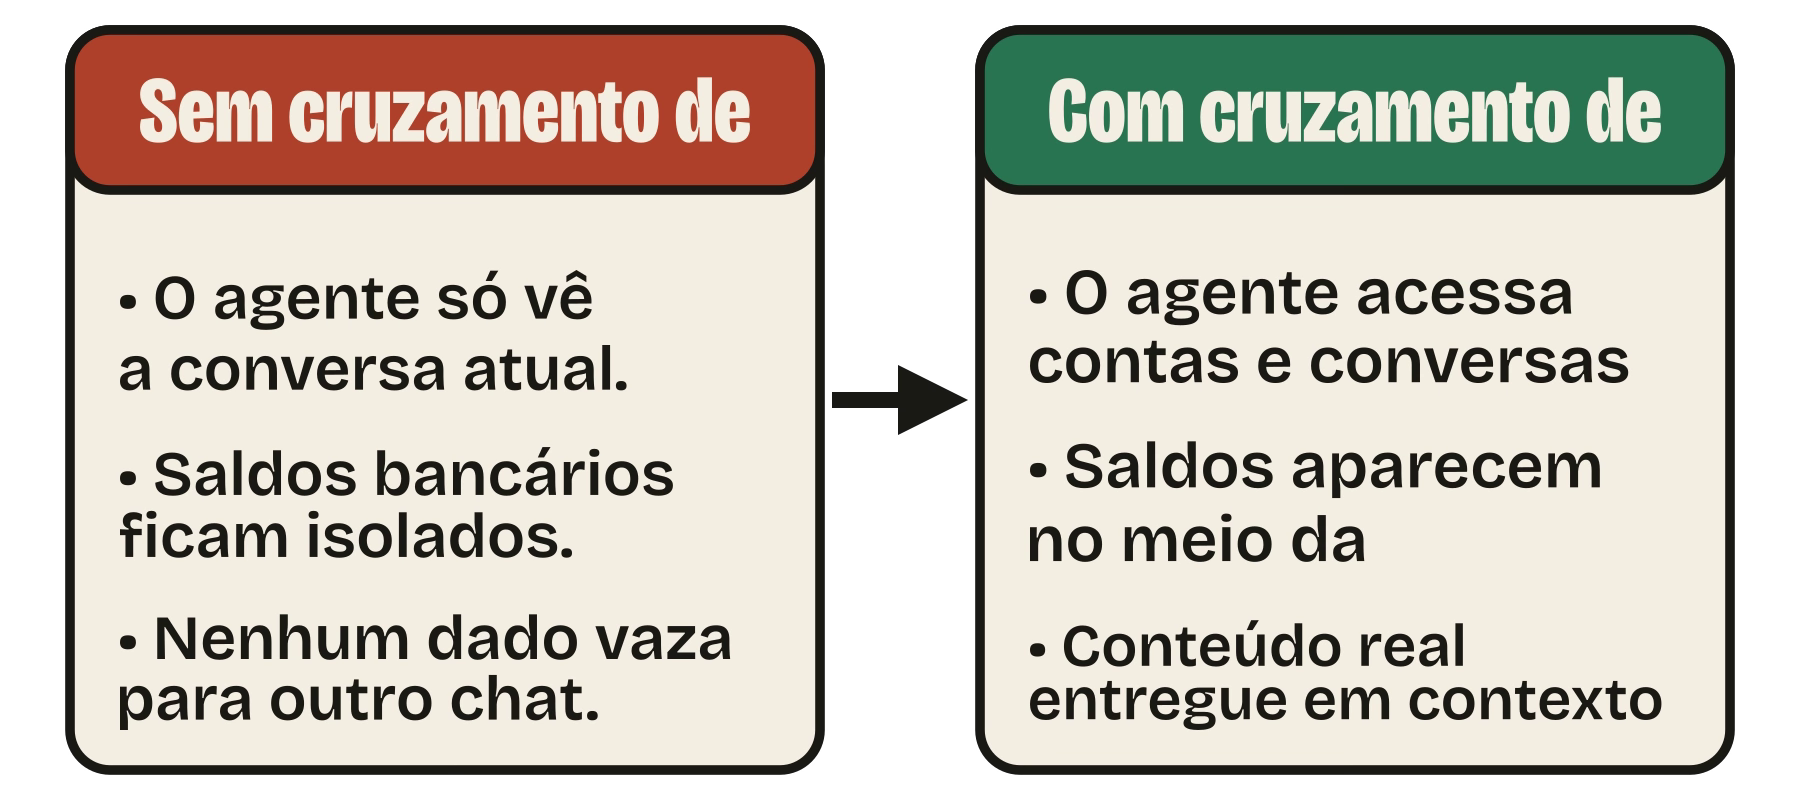 Sem cruzamento de
• O agente só vê
a conversa atual.
• Saldos bancários
ficam isolados.
• Nenhum dado vaza
para outro chat.
Com cruzamento de
• O agente acessa
contas e conversas
• Saldos aparecem
no meio da
• Conteúdo real
entregue em contexto